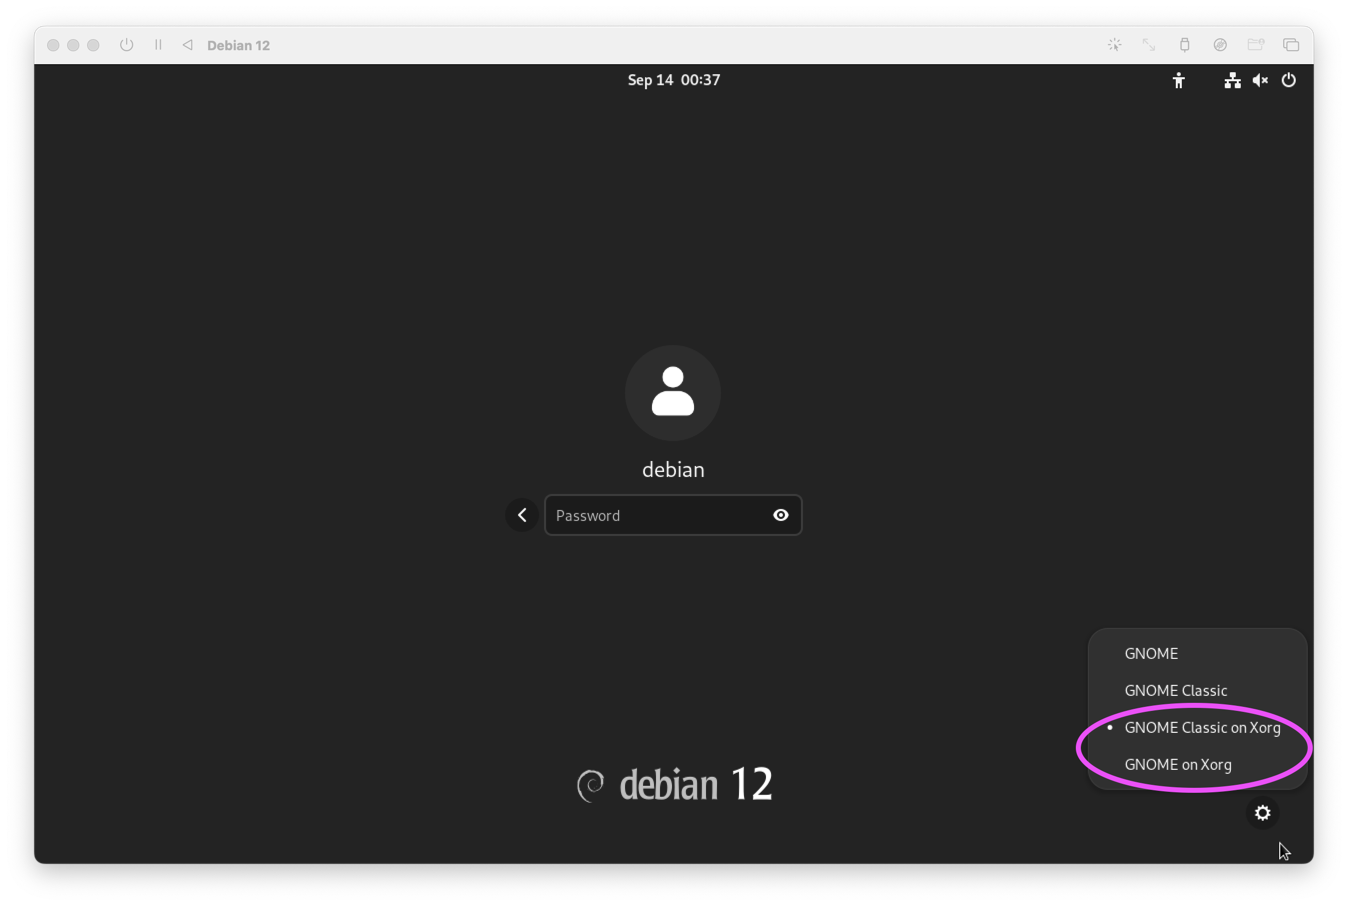 Debian 12
Sep 14 00:37
debian
Password
GNOME
GNOME Classic
GNOME Classic on Xorg
GNOME on Xorg
debian 12